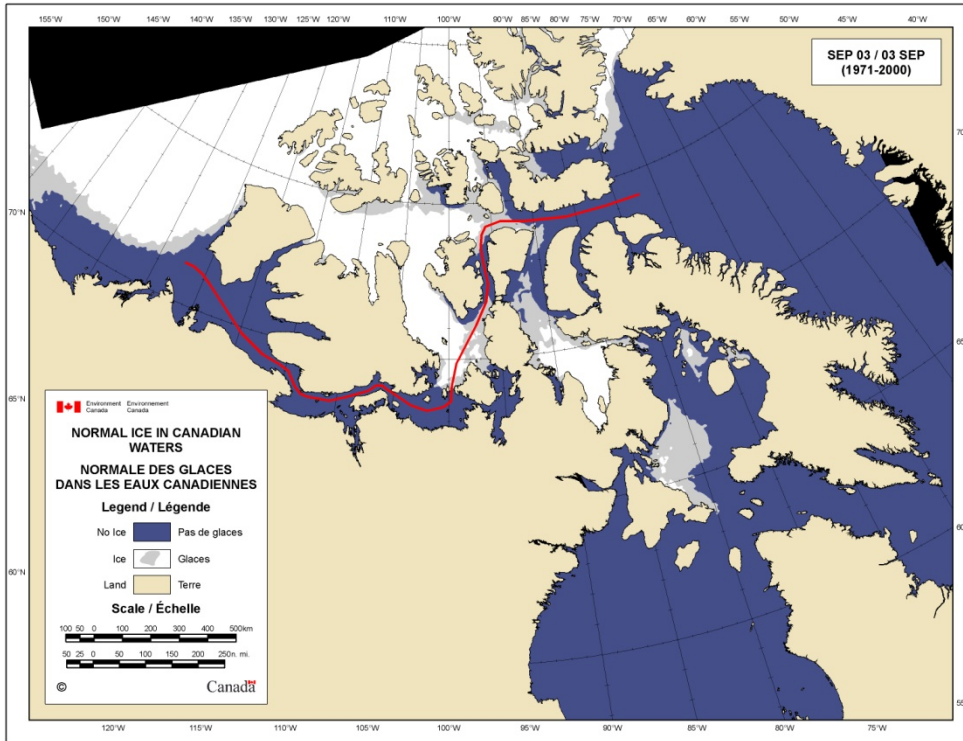 155°W 150°W 145°W 140°W 135°W 130°W 125°W 120°W 110°W 100°W 90°W 85°W 80°W 75°W 70°W 65°W 60°W 55°W 50°W 45°W 40°W
SEP 03 / 03 SEP
(1971-2000)
70°N
65°N
60°N
Environment Canada
Environnement Canada
NORMAL ICE IN CANADIAN
WATERS
NORMALE DES GLACES
DANS LES EAUX CANADIENNES
Legend / Légende
No Ice Pas de glaces
Ice Glaces
Land Terre
Scale / Échelle
100 50 0 100 200 300 400 500km
50 25 0 50 100 150 200 250n. mi.
© Canada
120°W 115°W 110°W 105°W 100°W 95°W 90°W 85°W 80°W 75°W